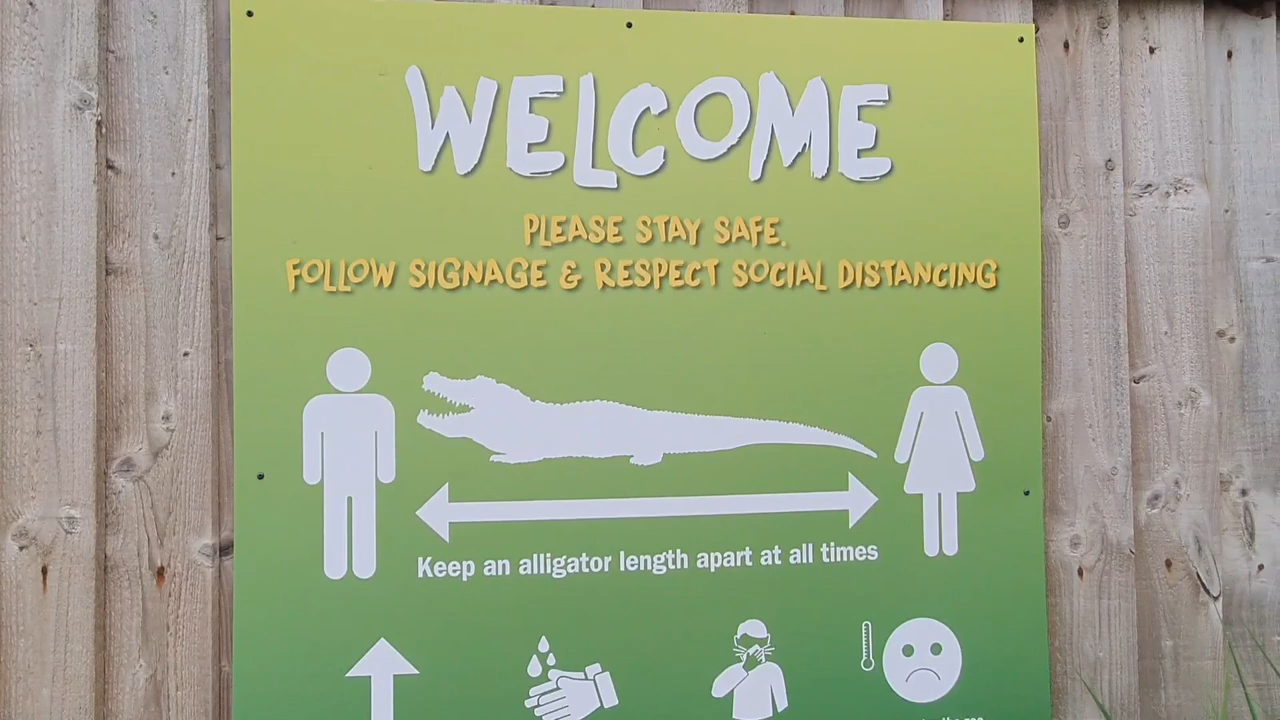 WELCOME
PLEASE STAY SAFE.
FOLLOW SIGNAGE & RESPECT SOCIAL DISTANCING
Keep an alligator length apart at all times